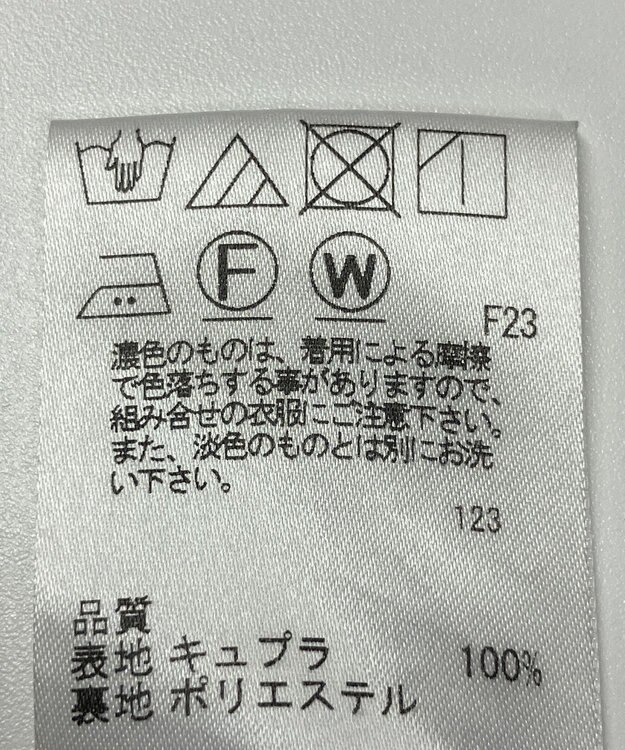 F W
F23
濃色のものは、着用による摩擦
で色落ちする事がありますので、
組み合せの衣服にご注意下さい。
また、淡色のものとは別にお洗
い下さい。
123
品質
表地 キュプラ 100%
裏地 ポリエステル